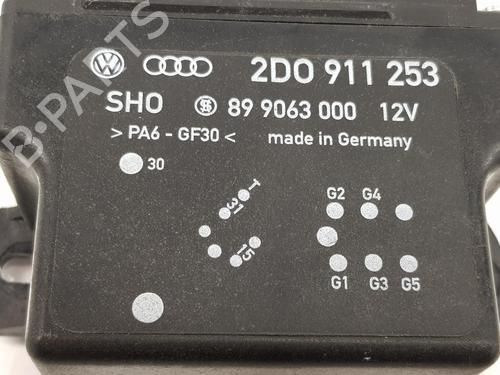 B-PARTS
2D0 911 253
SHO 89 9063 000 12V
> PA6 - GF30 < made in Germany
30
T
31
15
G2 G4
G1 G3 G5